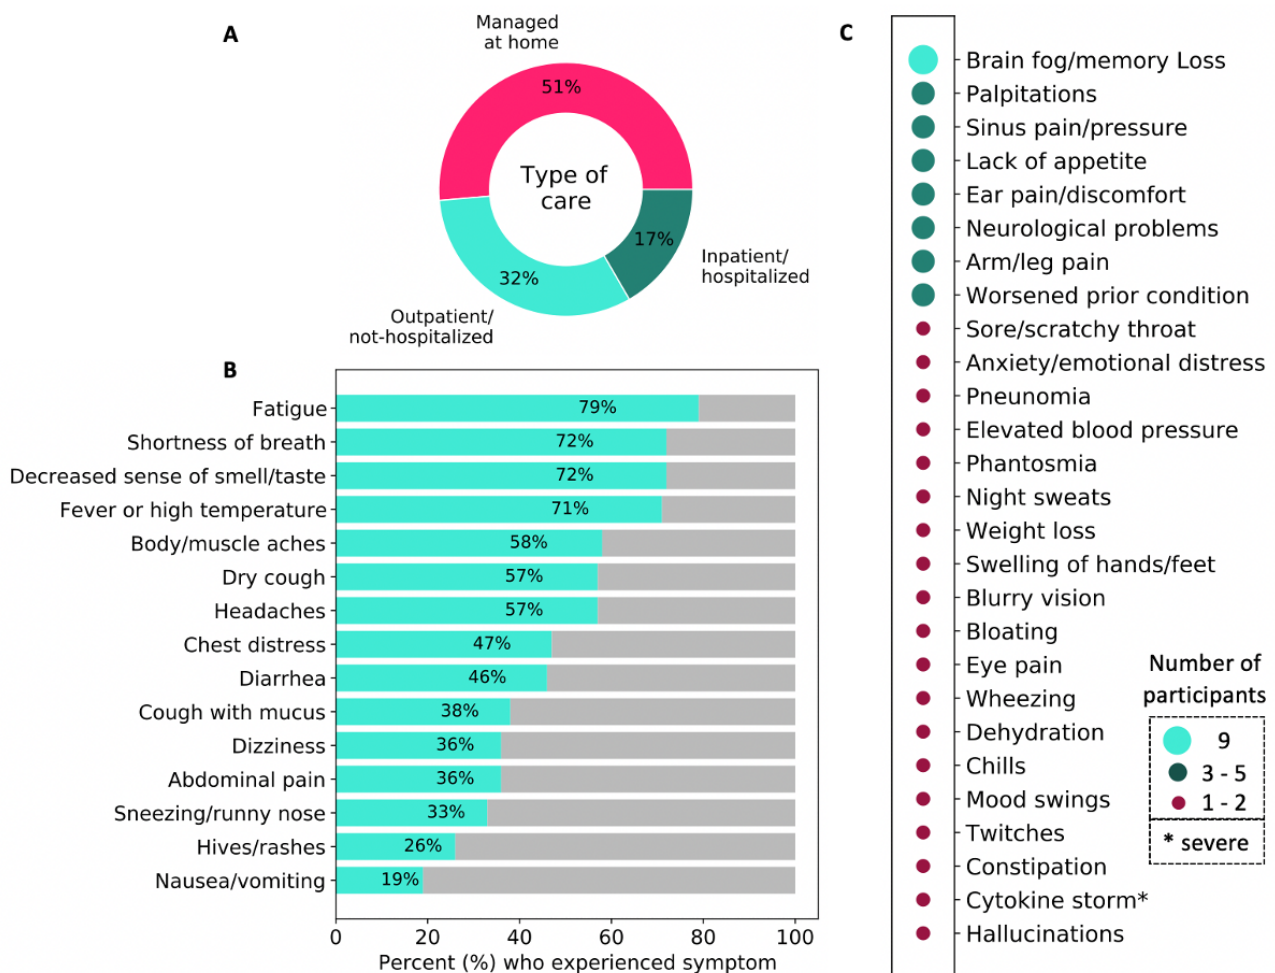 A
Managed
at home
51%
Type of
care
17%
Inpatient/
hospitalized
32%
Outpatient/
not-hospitalized
B
Fatigue 79%
Shortness of breath 72%
Decreased sense of smell/taste 72%
Fever or high temperature 71%
Body/muscle aches 58%
Dry cough 57%
Headaches 57%
Chest distress 47%
Diarrhea 46%
Cough with mucus 38%
Dizziness 36%
Abdominal pain 36%
Sneezing/runny nose 33%
Hives/rashes 26%
Nausea/vomiting 19%
0 20 40 60 80 100
Percent (%) who experienced symptom
C
Brain fog/memory Loss
Palpitations
Sinus pain/pressure
Lack of appetite
Ear pain/discomfort
Neurological problems
Arm/leg pain
Worsened prior condition
Sore/scratchy throat
Anxiety/emotional distress
Pneunomia
Elevated blood pressure
Phantosmia
Night sweats
Weight loss
Swelling of hands/feet
Blurry vision
Bloating
Eye pain
Wheezing
Dehydration
Chills
Mood swings
Twitches
Constipation
Cytokine storm*
Hallucinations
Number of
participants
9
3 - 5
1 - 2
* severe